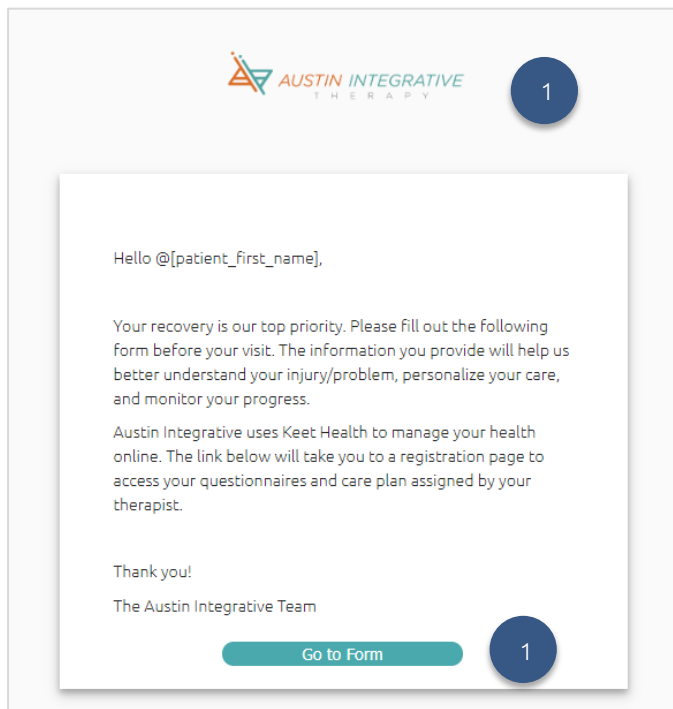 AUSTIN INTEGRATIVE
THERAPY
1
Hello @[patient_first_name],
Your recovery is our top priority. Please fill out the following
form before your visit. The information you provide will help us
better understand your injury/problem, personalize your care,
and monitor your progress.
Austin Integrative uses Keet Health to manage your health
online. The link below will take you to a registration page to
access your questionnaires and care plan assigned by your
therapist.
Thank you!
The Austin Integrative Team
Go to Form
1